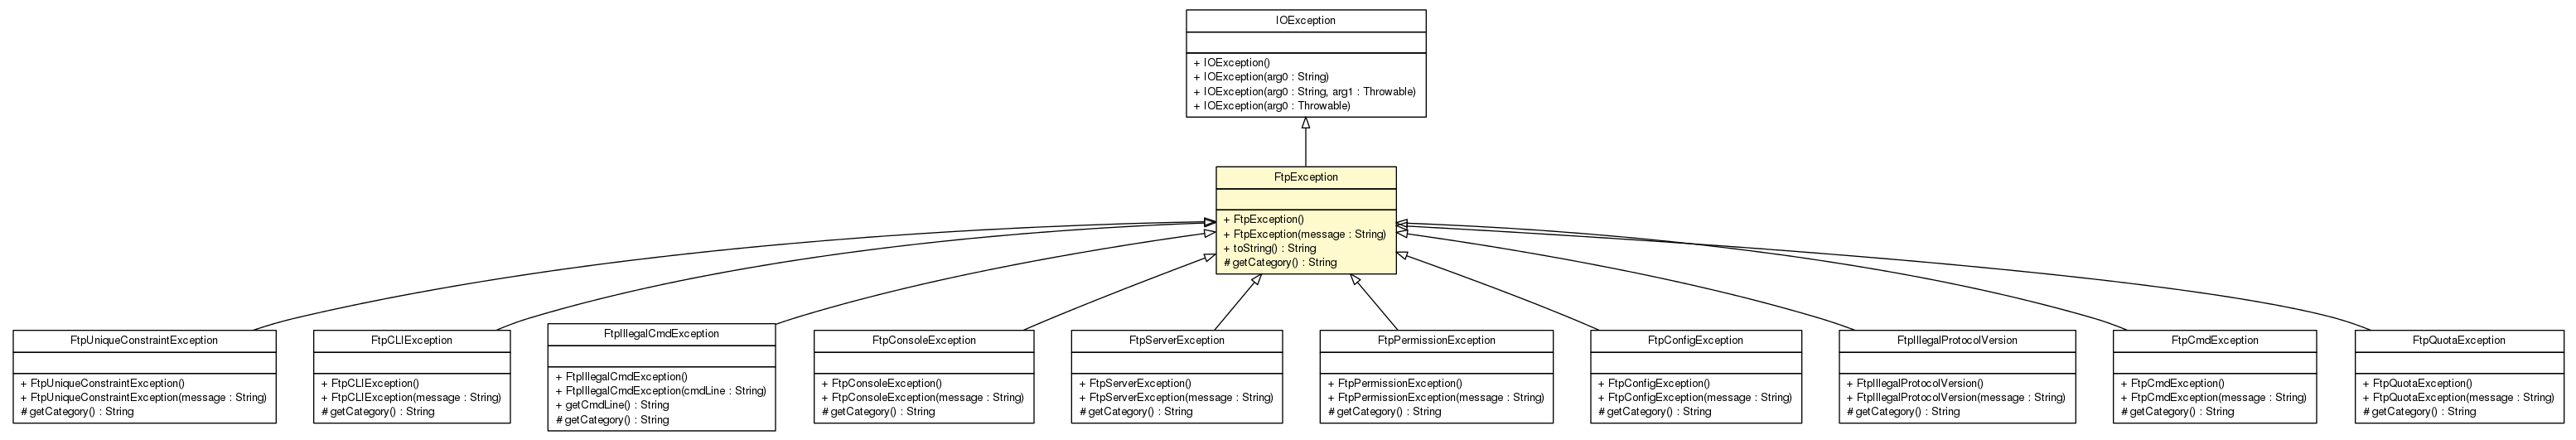 IOException
+ IOException()
+ IOException(arg0 : String)
+ IOException(arg0 : String, arg1 : Throwable)
+ IOException(arg0 : Throwable)
FtpException
+ FtpException()
+ FtpException(message : String)
+ toString() : String
# getCategory() : String
FtpUniqueConstraintException
+ FtpUniqueConstraintException()
+ FtpUniqueConstraintException(message : String)
# getCategory() : String
FtpCLIException
+ FtpCLIException()
+ FtpCLIException(message : String)
# getCategory() : String
FtpIllegalCmdException
+ FtpIllegalCmdException()
+ FtpIllegalCmdException(cmdLine : String)
+ getCmdLine() : String
# getCategory() : String
FtpConsoleException
+ FtpConsoleException()
+ FtpConsoleException(message : String)
# getCategory() : String
FtpServerException
+ FtpServerException()
+ FtpServerException(message : String)
# getCategory() : String
FtpPermissionException
+ FtpPermissionException()
+ FtpPermissionException(message : String)
# getCategory() : String
FtpConfigException
+ FtpConfigException()
+ FtpConfigException(message : String)
# getCategory() : String
FtpIllegalProtocolVersion
+ FtpIllegalProtocolVersion()
+ FtpIllegalProtocolVersion(message : String)
# getCategory() : String
FtpCmdException
+ FtpCmdException()
+ FtpCmdException(message : String)
# getCategory() : String
FtpQuotaException
+ FtpQuotaException()
+ FtpQuotaException(message : String)
# getCategory() : String